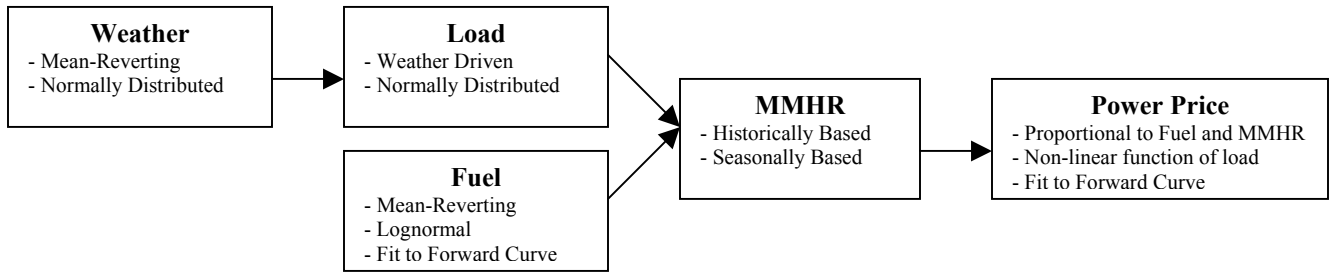 Weather
- Mean-Reverting
- Normally Distributed
Load
- Weather Driven
- Normally Distributed
Fuel
- Mean-Reverting
- Lognormal
- Fit to Forward Curve
MMHR
- Historically Based
- Seasonally Based
Power Price
- Proportional to Fuel and MMHR
- Non-linear function of load
- Fit to Forward Curve